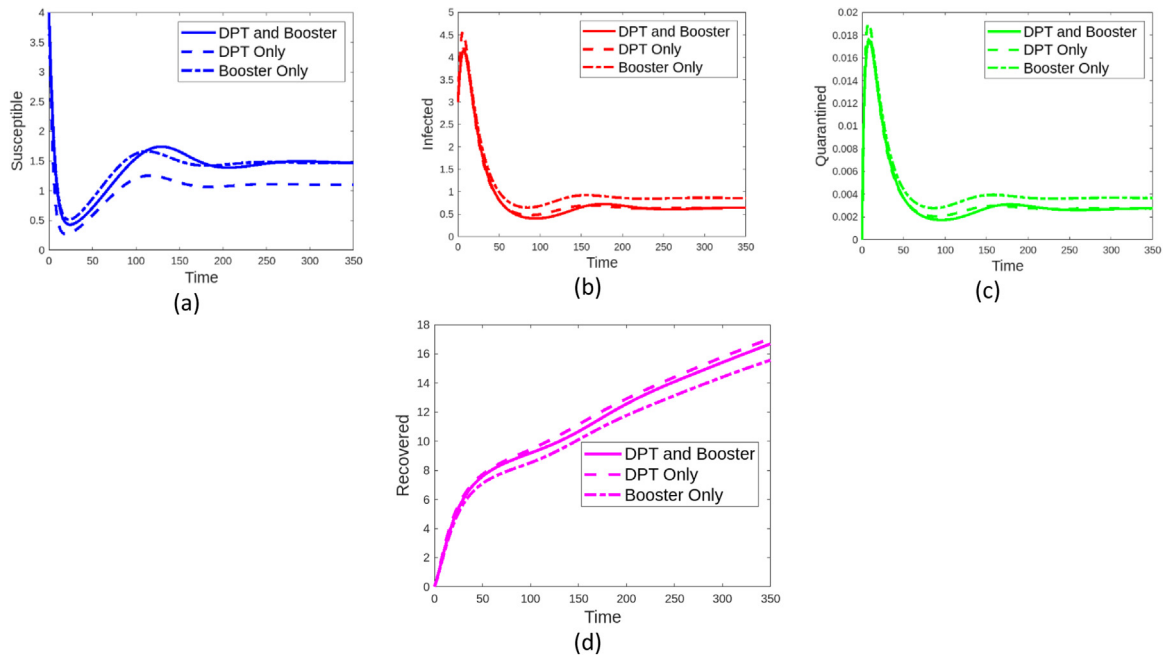 4
3.5
3
2.5
2
1.5
1
0.5
0
Susceptible
DPT and Booster
DPT Only
Booster Only
0 50 100 150 200 250 300 350
Time
(a)
5
4.5
4
3.5
3
2.5
2
1.5
1
0.5
0
Infected
DPT and Booster
DPT Only
Booster Only
0 50 100 150 200 250 300 350
Time
(b)
0.02
0.018
0.016
0.014
0.012
0.01
0.008
0.006
0.004
0.002
0
Quarantined
DPT and Booster
DPT Only
Booster Only
0 50 100 150 200 250 300 350
Time
(c)
18
16
14
12
10
8
6
4
2
0
Recovered
DPT and Booster
DPT Only
Booster Only
0 50 100 150 200 250 300 350
Time
(d)